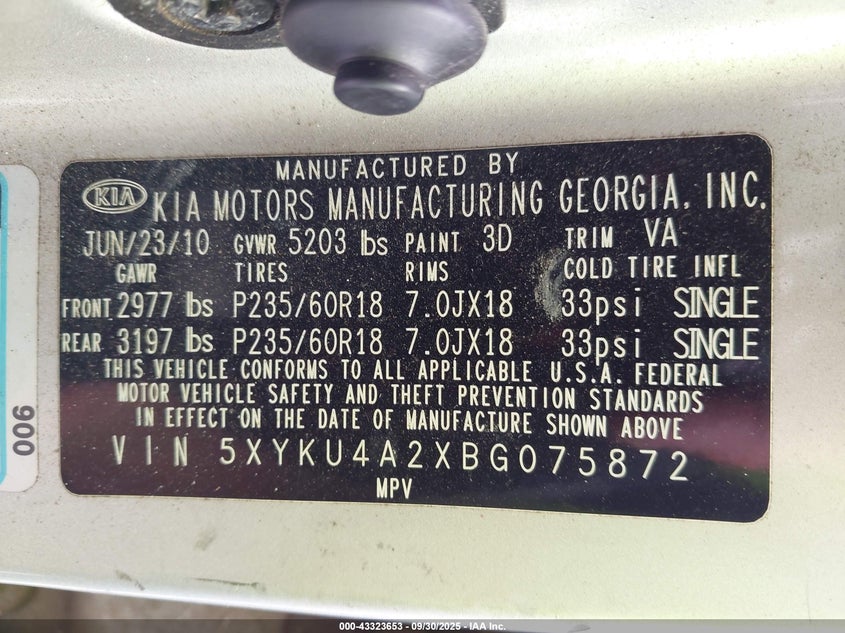 MANUFACTURED BY
KIA KIA MOTORS MANUFACTURING GEORGIA, INC.
JUN/23/10 GVWR 5203 lbs PAINT 3D TRIM VA
GAWR TIRES RIMS COLD TIRE INFL
FRONT 2977 lbs P235/60R18 7.0JX18 33psi SINGLE
REAR 3197 lbs P235/60R18 7.0JX18 33psi SINGLE
THIS VEHICLE CONFORMS TO ALL APPLICABLE U.S.A. FEDERAL
MOTOR VEHICLE SAFETY AND THEFT PREVENTION STANDARDS
IN EFFECT ON THE DATE OF MANUFACTURE SHOWN ABOVE
VIN 5XYKU4A2XBG075872
MPV
006
000-43323653 - 09/30/2025 - IAA Inc.